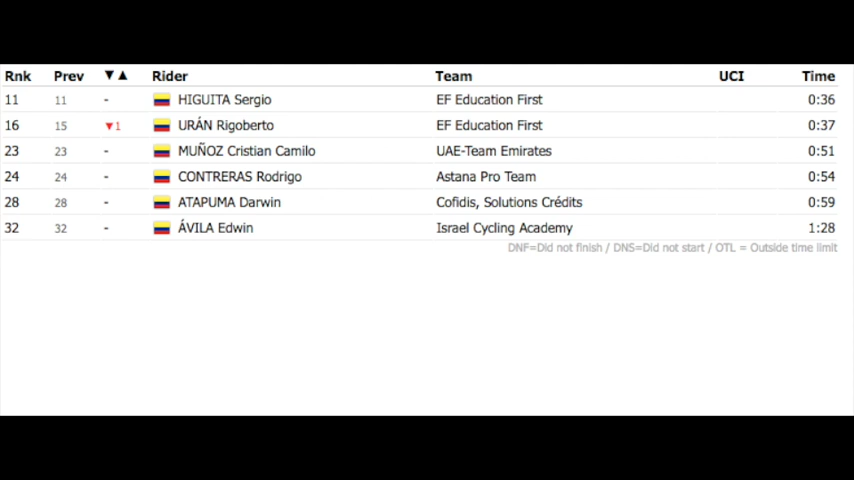 Rnk Prev ▼▲ Rider Team UCI Time
11 11 - HIGUITA Sergio EF Education First 0:36
16 15 ▼1 URÁN Rigoberto EF Education First 0:37
23 23 - MUÑOZ Cristian Camilo UAE-Team Emirates 0:51
24 24 - CONTRERAS Rodrigo Astana Pro Team 0:54
28 28 - ATAPUMA Darwin Cofidis, Solutions Crédits 0:59
32 32 - ÁVILA Edwin Israel Cycling Academy 1:28
DNF=Did not finish / DNS=Did not start / OTL = Outside time limit